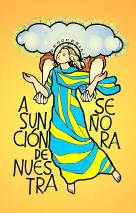 A SE
SUN ÑO
CIÓN RA
DE
NUES
TRA